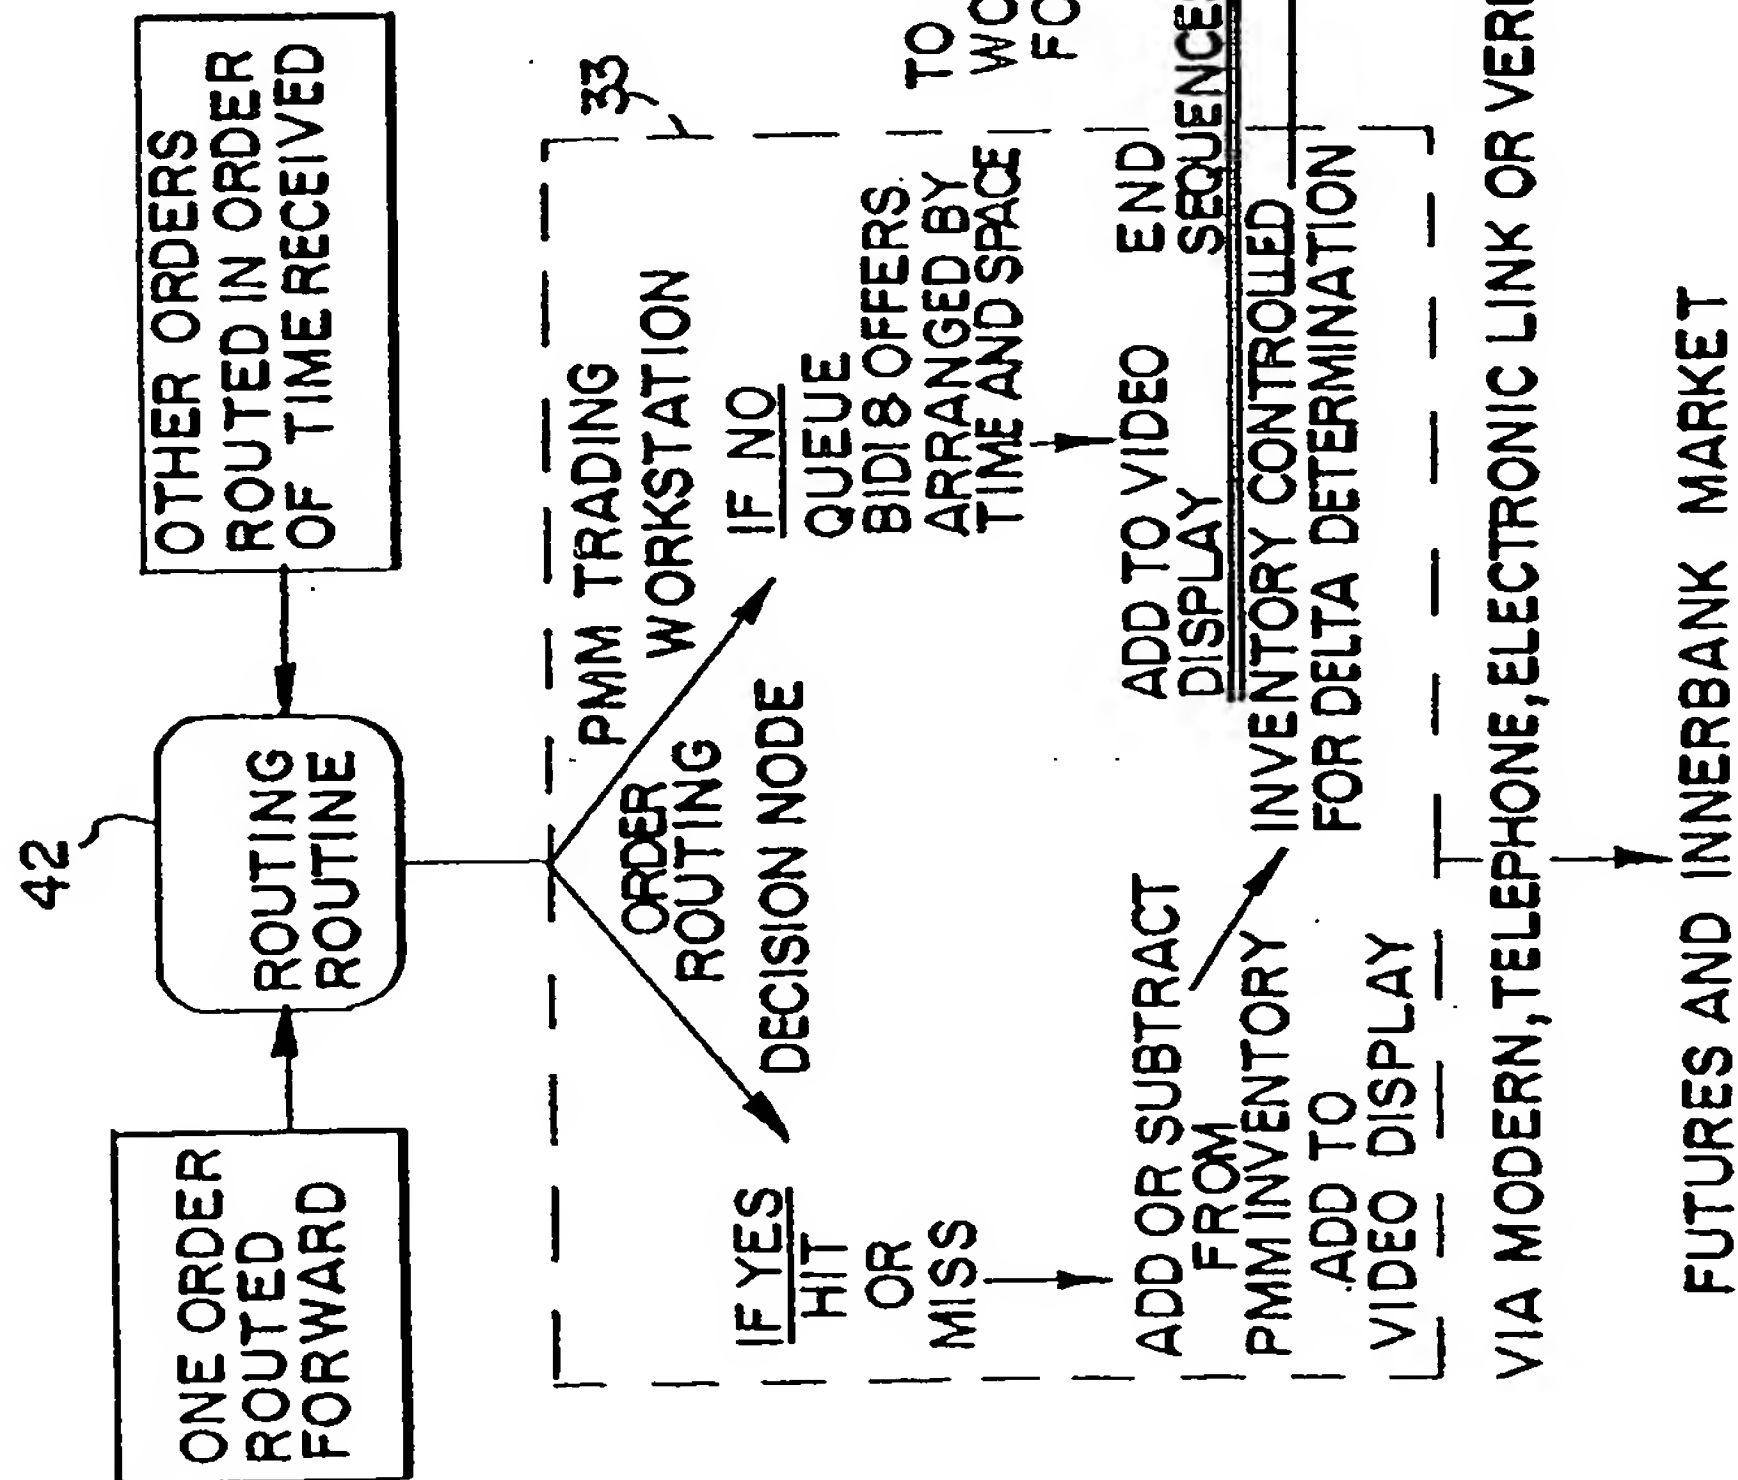 42
ONE ORDER
ROUTED
FORWARD
ROUTING
ROUTINE
OTHER ORDERS
ROUTED IN ORDER
OF TIME RECEIVED
33
PMM TRADING
WORKSTATION
ORDER
ROUTING
DECISION NODE
IF YES
HIT
OR
MISS
IF NO
QUEUE
BIDI 8 OFFERS
ARRANGED BY
TIME AND SPACE
ADD OR SUBTRACT
FROM
PMM INVENTORY
ADD TO
VIDEO DISPLAY
ADD TO VIDEO
DISPLAY
END
SEQUENCE
INVENTORY CONTROLLED
FOR DELTA DETERMINATION
TO
VIA MODERN, TELEPHONE, ELECTRONIC LINK OR
FUTURES AND INNERBANK MARKET